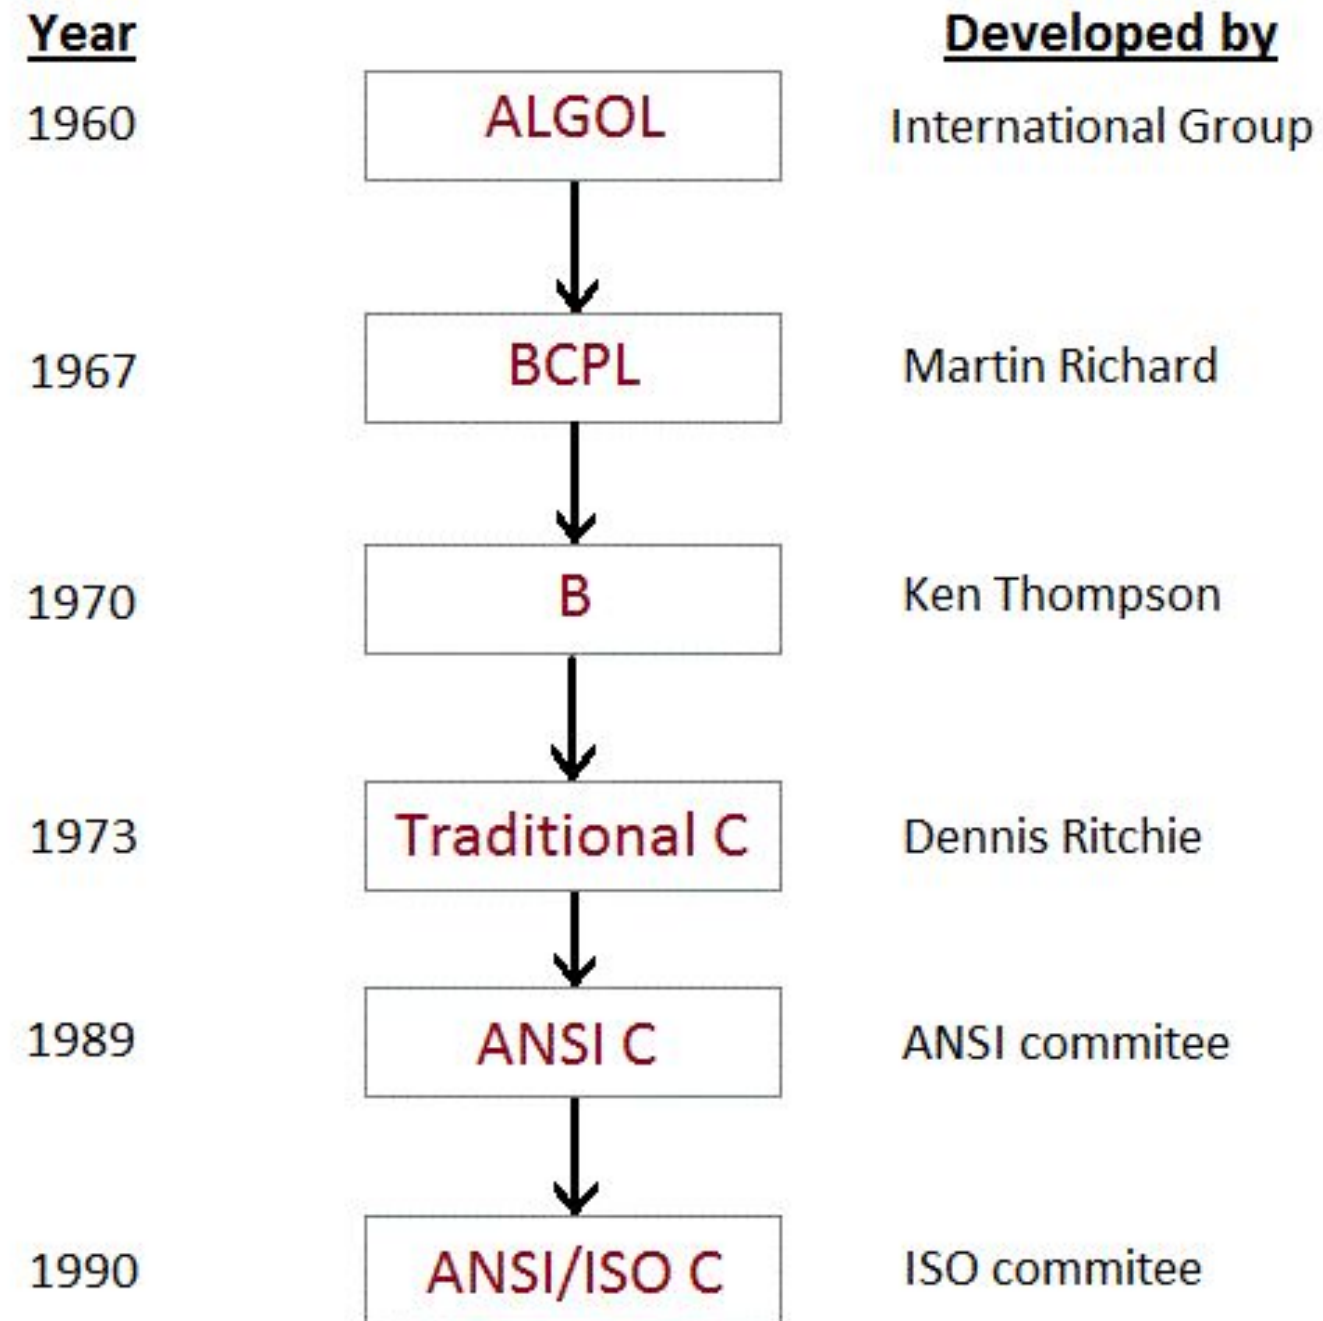 Year Developed by
1960 ALGOL International Group
1967 BCPL Martin Richard
1970 B Ken Thompson
1973 Traditional C Dennis Ritchie
1989 ANSI C ANSI commitee
1990 ANSI/ISO C ISO commitee